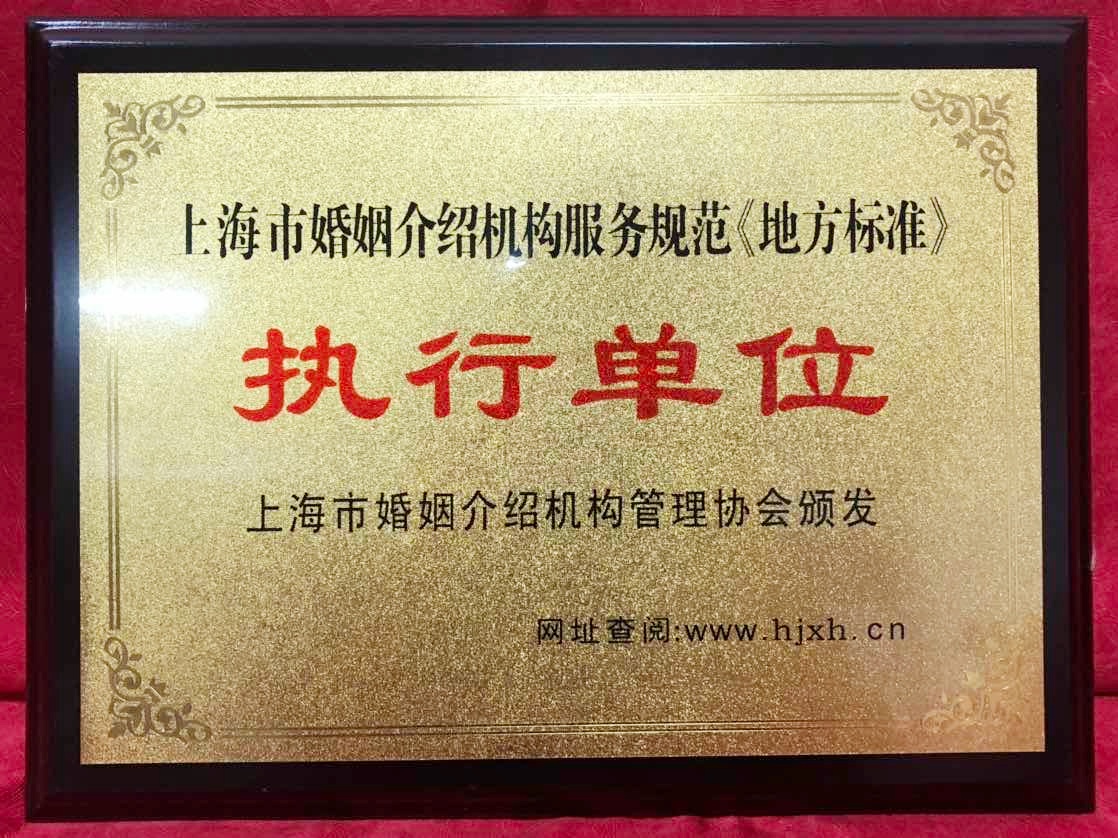 上海市婚姻介绍机构服务规范《地方标准》
执行单位
上海市婚姻介绍机构管理协会颁发
网址查阅:www.hjxh.cn